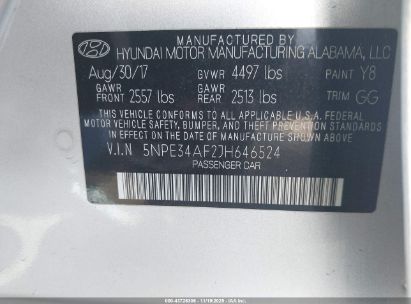 MANUFACTURED BY
HYUNDAI MOTOR MANUFACTURING ALABAMA, LLC
Aug/30/17 GVWR 4497 lbs PAINT Y8
GAWR FRONT 2557 lbs GAWR REAR 2513 lbs TRIM GG
THIS VEHICLE CONFORMS TO ALL APPLICABLE U.S. FEDERAL
MOTOR VEHICLE SAFETY, BUMPER, AND THEFT PREVENTION
STANDARDS IN EFFECT ON THE DATE OF MANUFACTURE SHOWN ABOVE.
V.I.N 5NPE34AF2JH646524
PASSENGER CAR